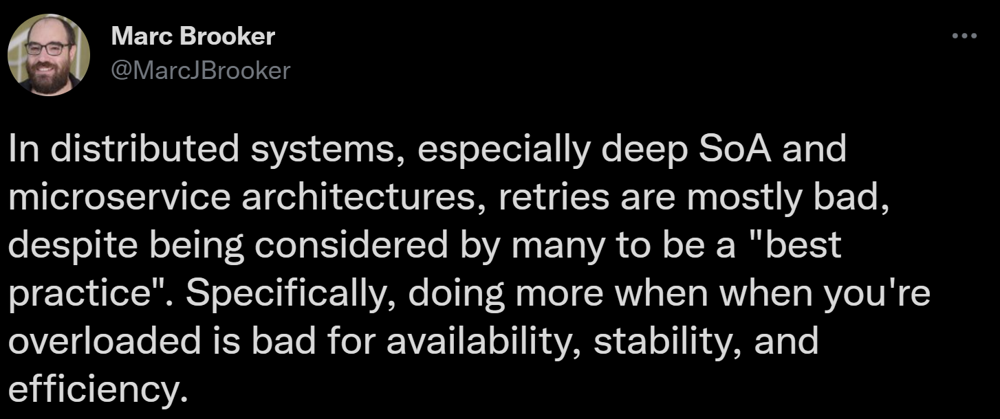 Marc Brooker
@MarcJBrooker
In distributed systems, especially deep SoA and
microservice architectures, retries are mostly bad,
despite being considered by many to be a "best
practice". Specifically, doing more when when you're
overloaded is bad for availability, stability, and
efficiency.